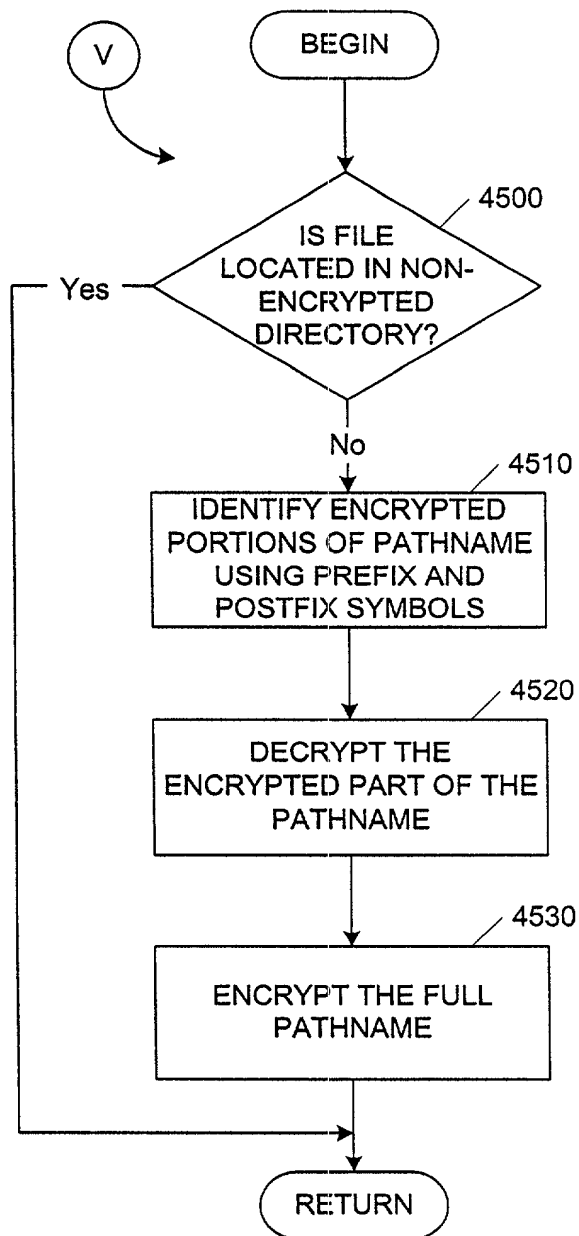 V
BEGIN
4500
IS FILE
LOCATED IN NON-
ENCRYPTED
DIRECTORY?
Yes
No
4510
IDENTIFY ENCRYPTED
PORTIONS OF PATHNAME
USING PREFIX AND
POSTFIX SYMBOLS
4520
DECRYPT THE
ENCRYPTED PART OF THE
PATHNAME
4530
ENCRYPT THE FULL
PATHNAME
RETURN